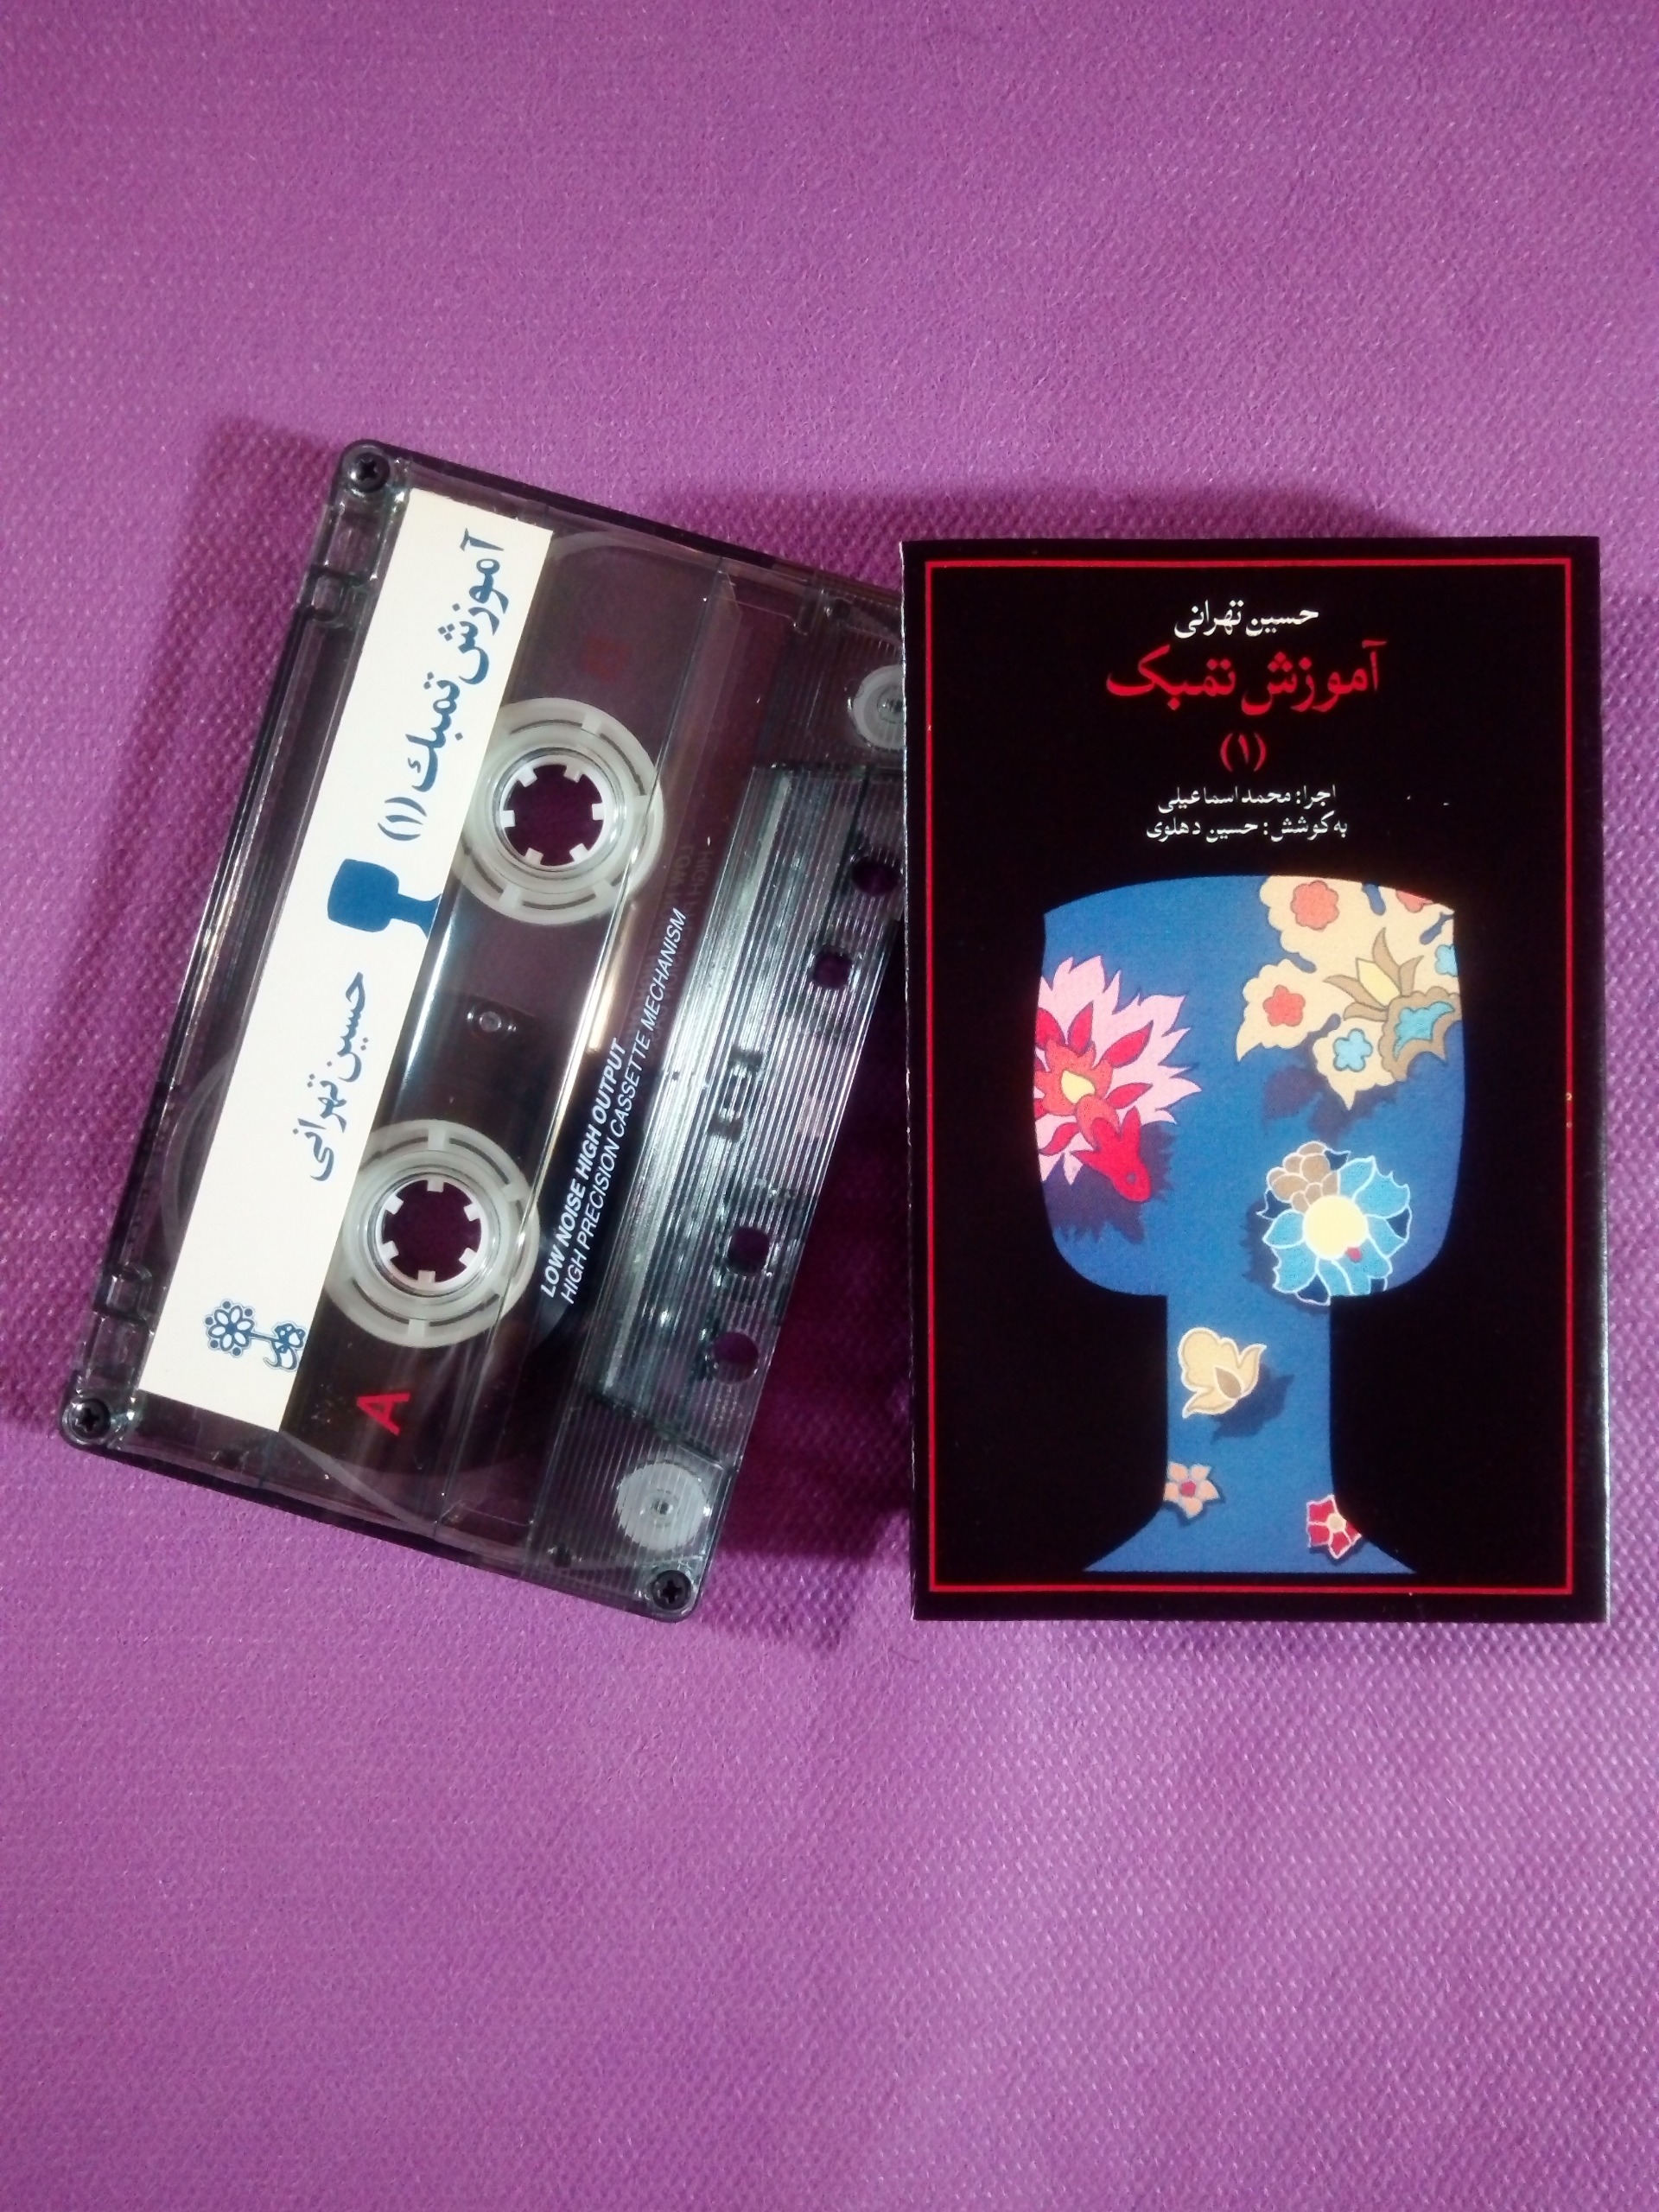 آموزش تمبك (۱)
حسین تهرانی
A
LOW NOISE HIGH OUTPUT
HIGH PRECISION CASSETTE MECHANISM
حسین تهرانی
آموزش تمبک
(۱)
اجرا: محمد اسماعیلی
به کوشش: حسین دهلوی